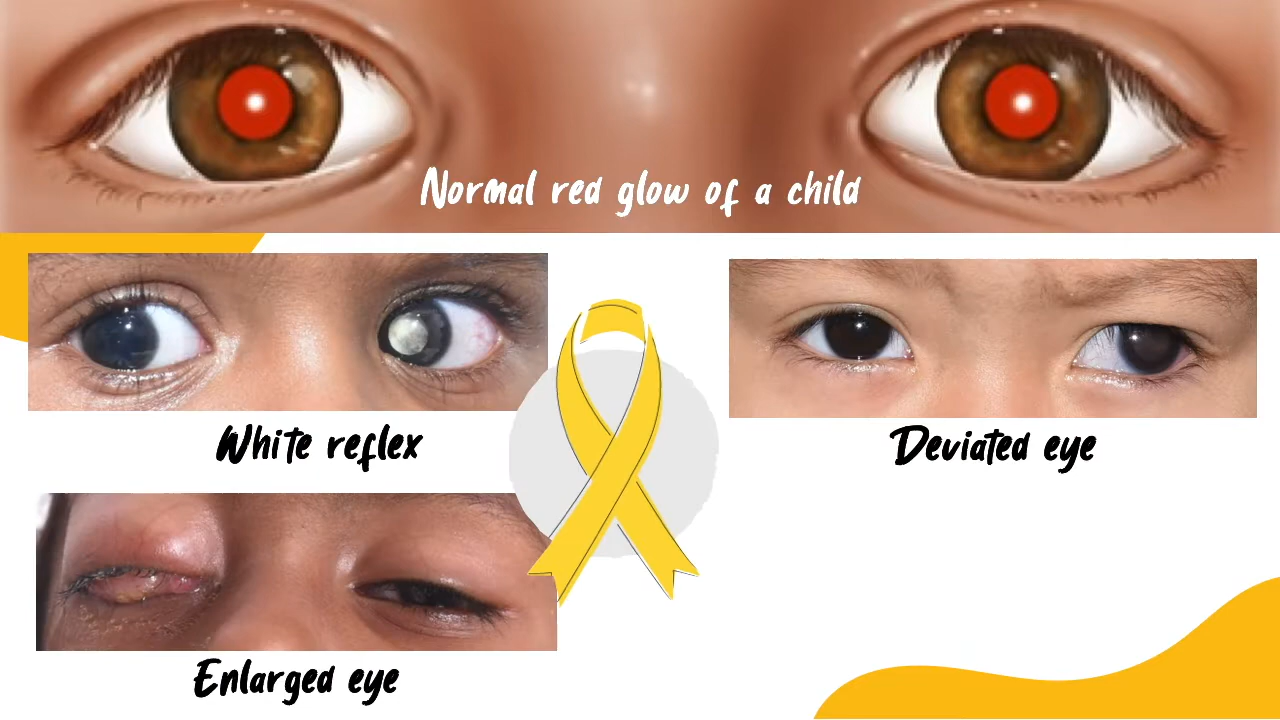 Normal red glow of a child
White reflex
Deviated eye
Enlarged eye